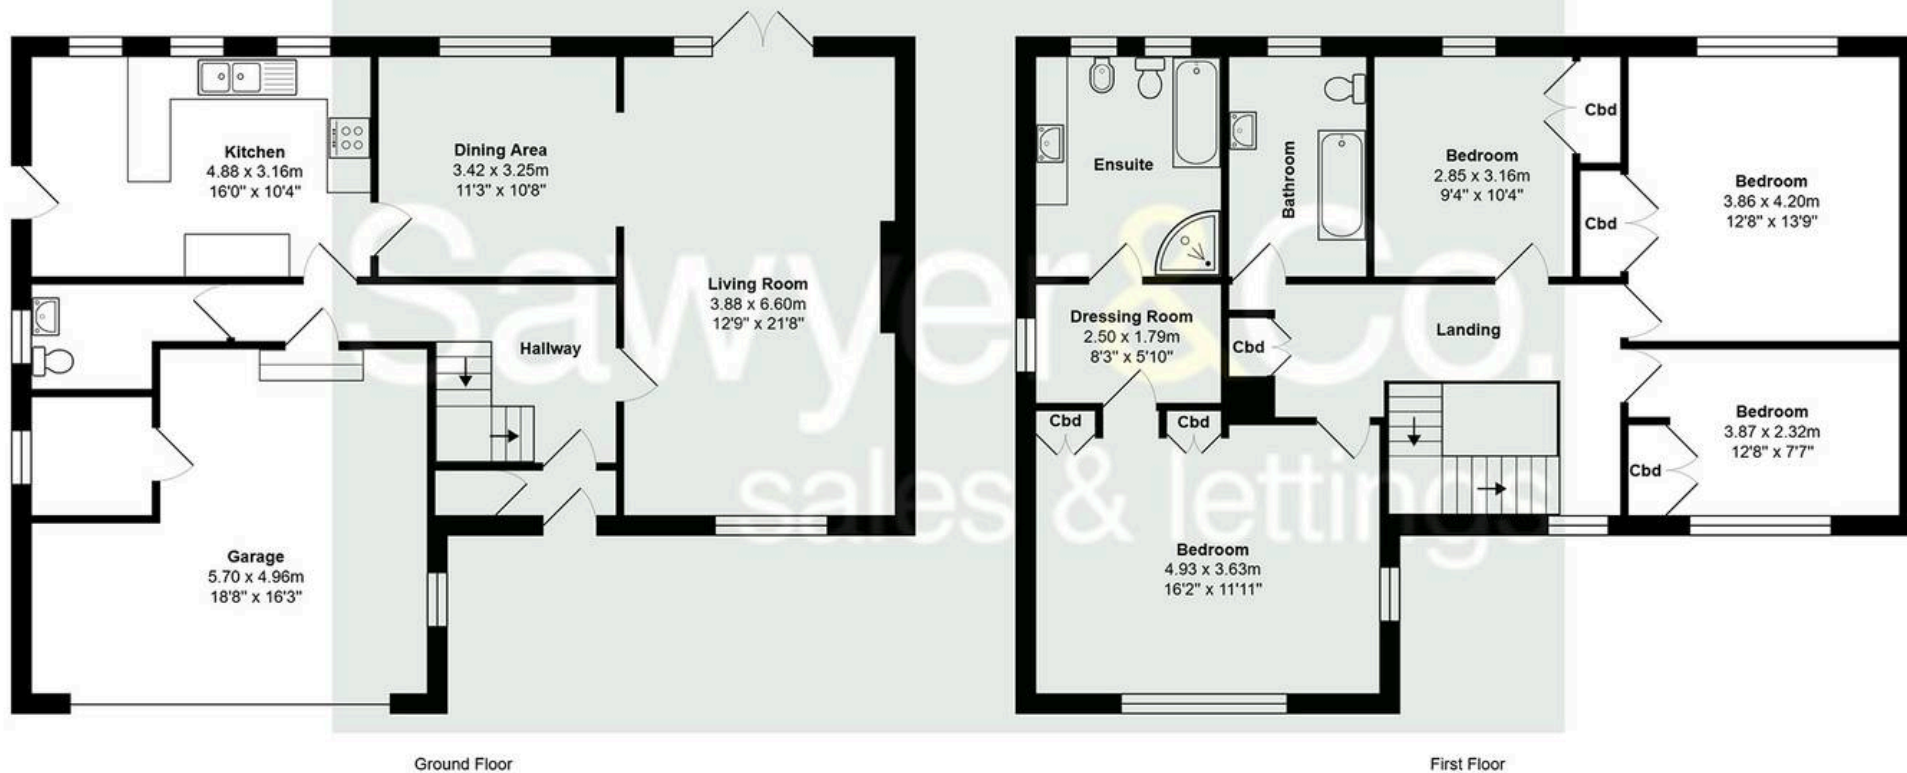 Kitchen
4.88 x 3.16m
16'0" x 10'4"
Dining Area
3.42 x 3.25m
11'3" x 10'8"
Living Room
3.88 x 6.60m
12'9" x 21'8"
Hallway
Garage
5.70 x 4.96m
18'8" x 16'3"
Ground Floor
Ensuite
Bathroom
Bedroom
2.85 x 3.16m
9'4" x 10'4"
Cbd
Cbd
Bedroom
3.86 x 4.20m
12'8" x 13'9"
Dressing Room
2.50 x 1.79m
8'3" x 5'10"
Cbd
Landing
Cbd
Cbd
Bedroom
3.87 x 2.32m
12'8" x 7'7"
Cbd
Bedroom
4.93 x 3.63m
16'2" x 11'11"
First Floor
Sawyer&Co.
sales & lettings